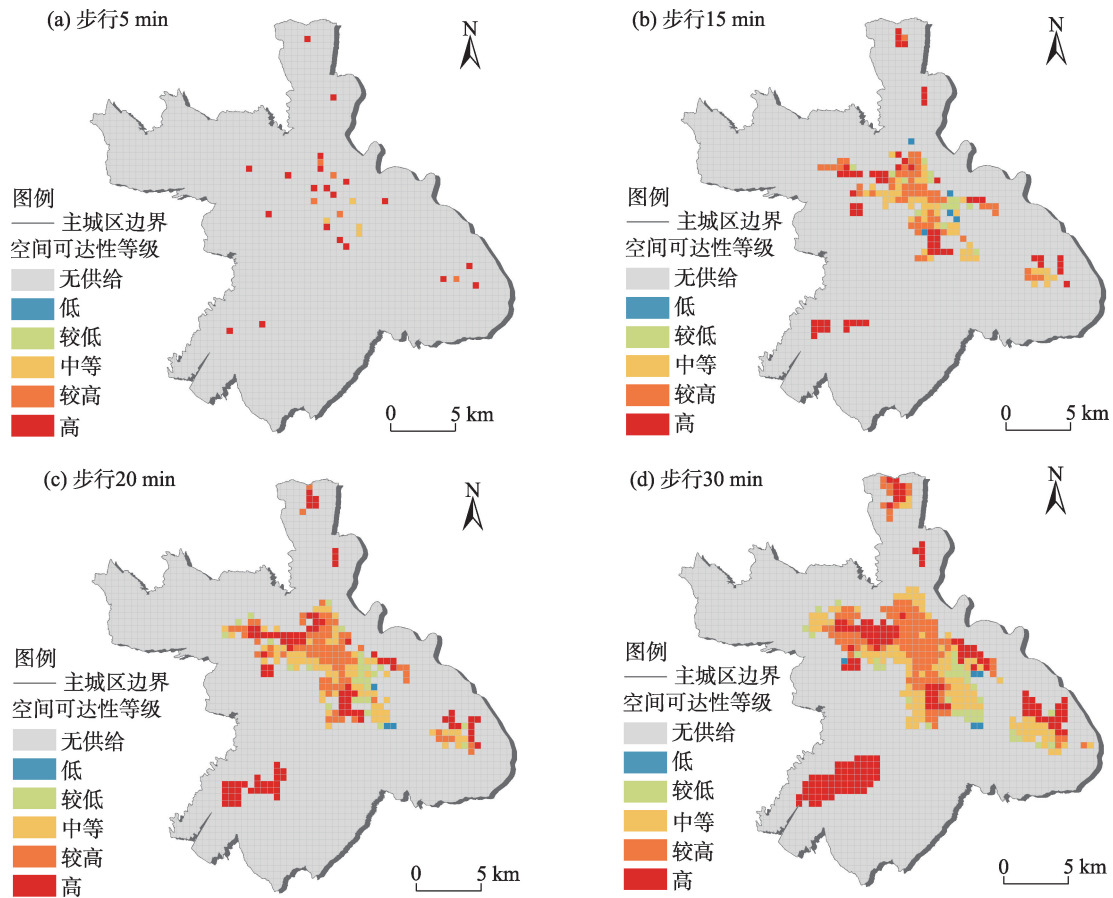 (a) 步行5 min
N
图例
主城区边界
空间可达性等级
无供给
低
较低
中等
较高
高
0 5 km
(b) 步行15 min
N
图例
主城区边界
空间可达性等级
无供给
低
较低
中等
较高
高
0 5 km
(c) 步行20 min
N
图例
主城区边界
空间可达性等级
无供给
低
较低
中等
较高
高
0 5 km
(d) 步行30 min
N
图例
主城区边界
空间可达性等级
无供给
低
较低
中等
较高
高
0 5 km